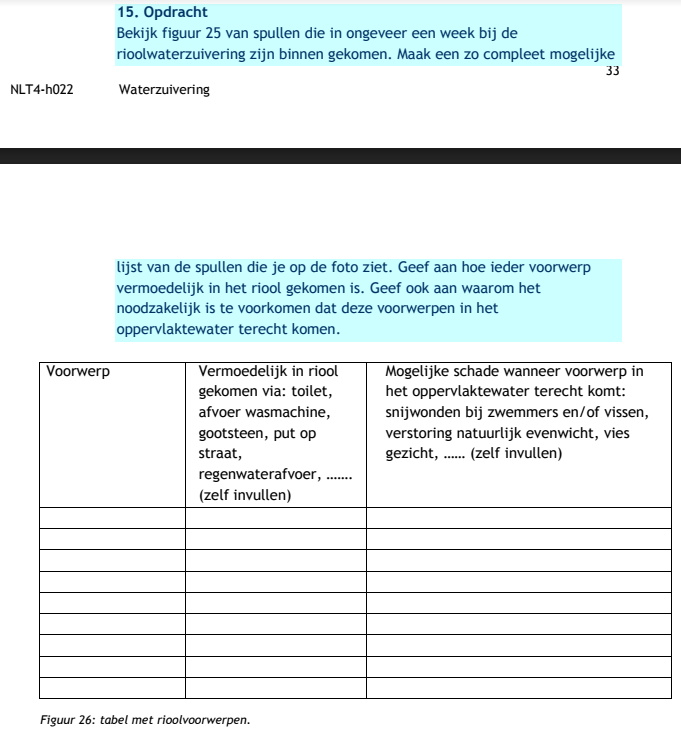 15. Opdracht
Bekijk figuur 25 van spullen die in ongeveer een week bij de
rioolwaterzuivering zijn binnen gekomen. Maak een zo compleet mogelijke
33
NLT4-h022 Waterzuivering
lijst van de spullen die je op de foto ziet. Geef aan hoe ieder voorwerp
vermoedelijk in het riool gekomen is. Geef ook aan waarom het
noodzakelijk is te voorkomen dat deze voorwerpen in het
oppervlaktewater terecht komen.
Voorwerp
Vermoedelijk in riool
gekomen via: toilet,
afvoer wasmachine,
gootsteen, put op
straat,
regenwaterafvoer, …….
(zelf invullen)
Mogelijke schade wanneer voorwerp in
het oppervlaktewater terecht komt:
snijwonden bij zwemmers en/of vissen,
verstoring natuurlijk evenwicht, vies
gezicht, …… (zelf invullen)
Figuur 26: tabel met rioolvoorwerpen.